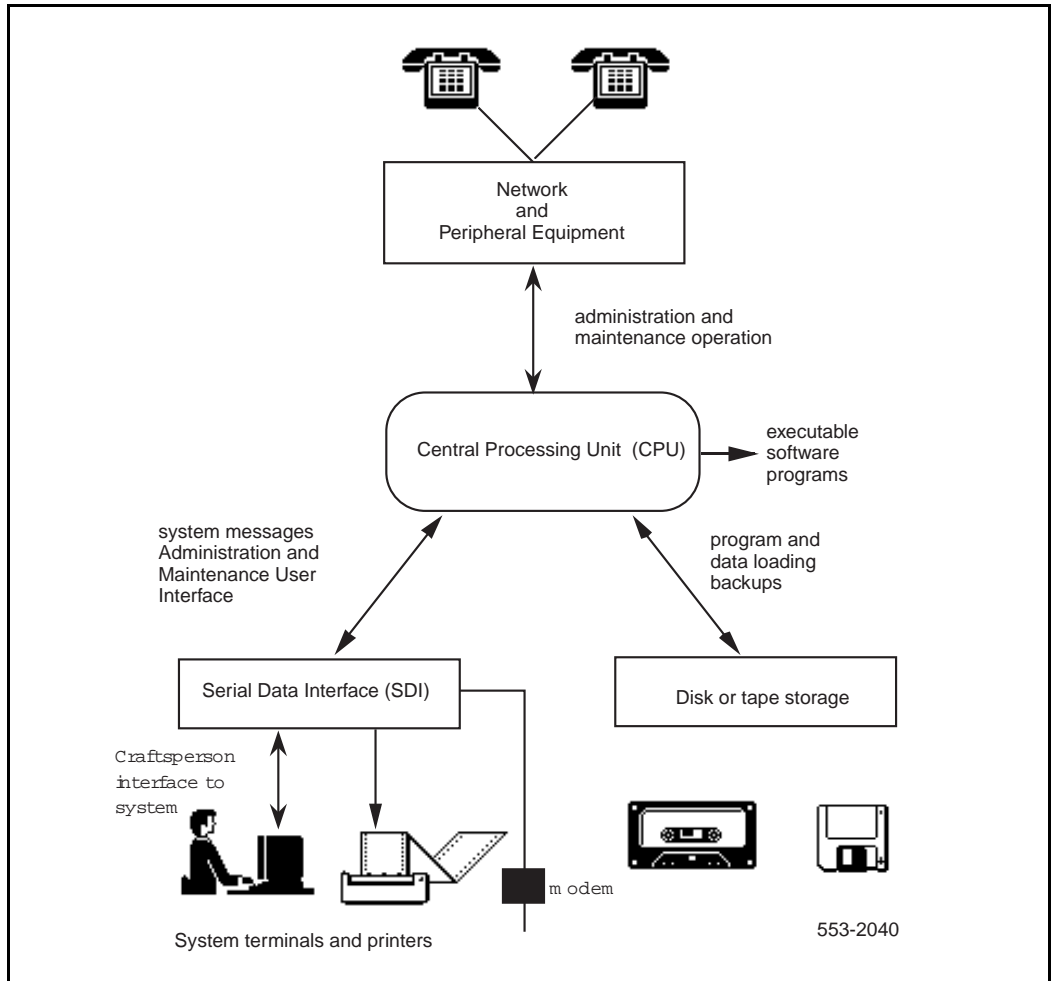 Network
and
Peripheral Equipment
administration and
maintenance operation
Central Processing Unit (CPU)
executable
software
programs
system messages
Administration and
Maintenance User
Interface
program and
data loading
backups
Serial Data Interface (SDI)
Disk or tape storage
Craftsperson
interface to
system
modem
System terminals and printers
553-2040